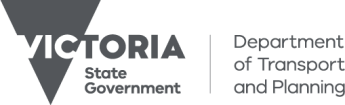 VICTORIA
State
Government
Department
of Transport
and Planning